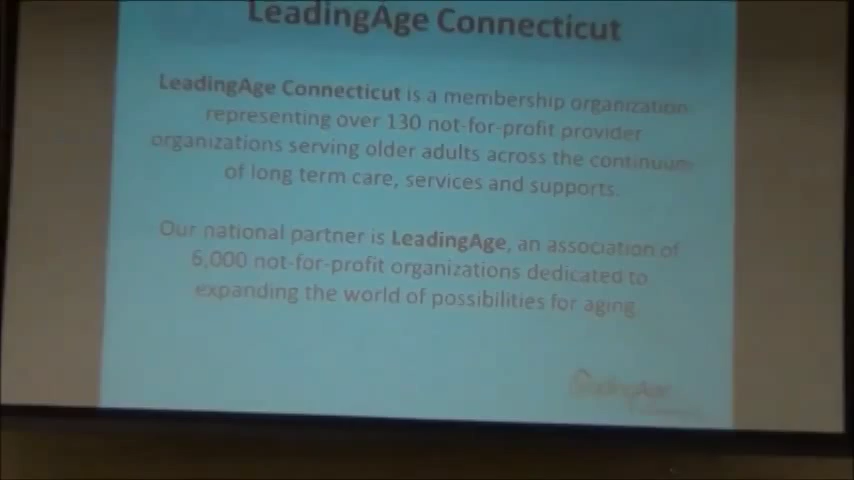 LeadingAge Connecticut
LeadingAge Connecticut is a membership organization
representing over 130 not-for-profit provider
organizations serving older adults across the continuum
of long term care, services and supports.
Our national partner is LeadingAge, an association of
6,000 not-for-profit organizations dedicated to
expanding the world of possibilities for aging
LeadingAge